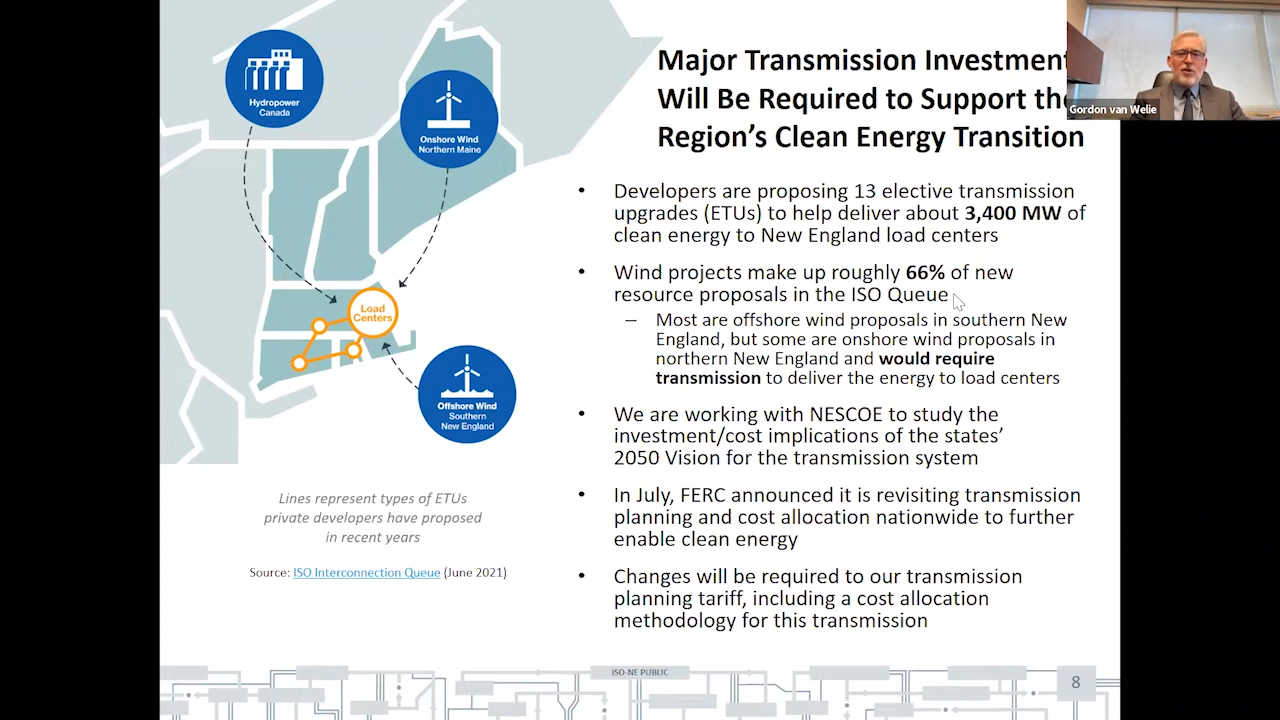 Major Transmission Investment
Will Be Required to Support the
Region's Clean Energy Transition
Gordon van Welie
Hydropower
Canada
Onshore Wind
Northern Maine
Load
Centers
Offshore Wind
Southern
New England
Lines represent types of ETUs
private developers have proposed
in recent years
Source: ISO Interconnection Queue (June 2021)
• Developers are proposing 13 elective transmission
upgrades (ETUs) to help deliver about 3,400 MW of
clean energy to New England load centers
• Wind projects make up roughly 66% of new
resource proposals in the ISO Queue
– Most are offshore wind proposals in southern New
England, but some are onshore wind proposals in
northern New England and would require
transmission to deliver the energy to load centers
• We are working with NESCOE to study the
investment/cost implications of the states'
2050 Vision for the transmission system
• In July, FERC announced it is revisiting transmission
planning and cost allocation nationwide to further
enable clean energy
• Changes will be required to our transmission
planning tariff, including a cost allocation
methodology for this transmission
ISO-NE PUBLIC
8